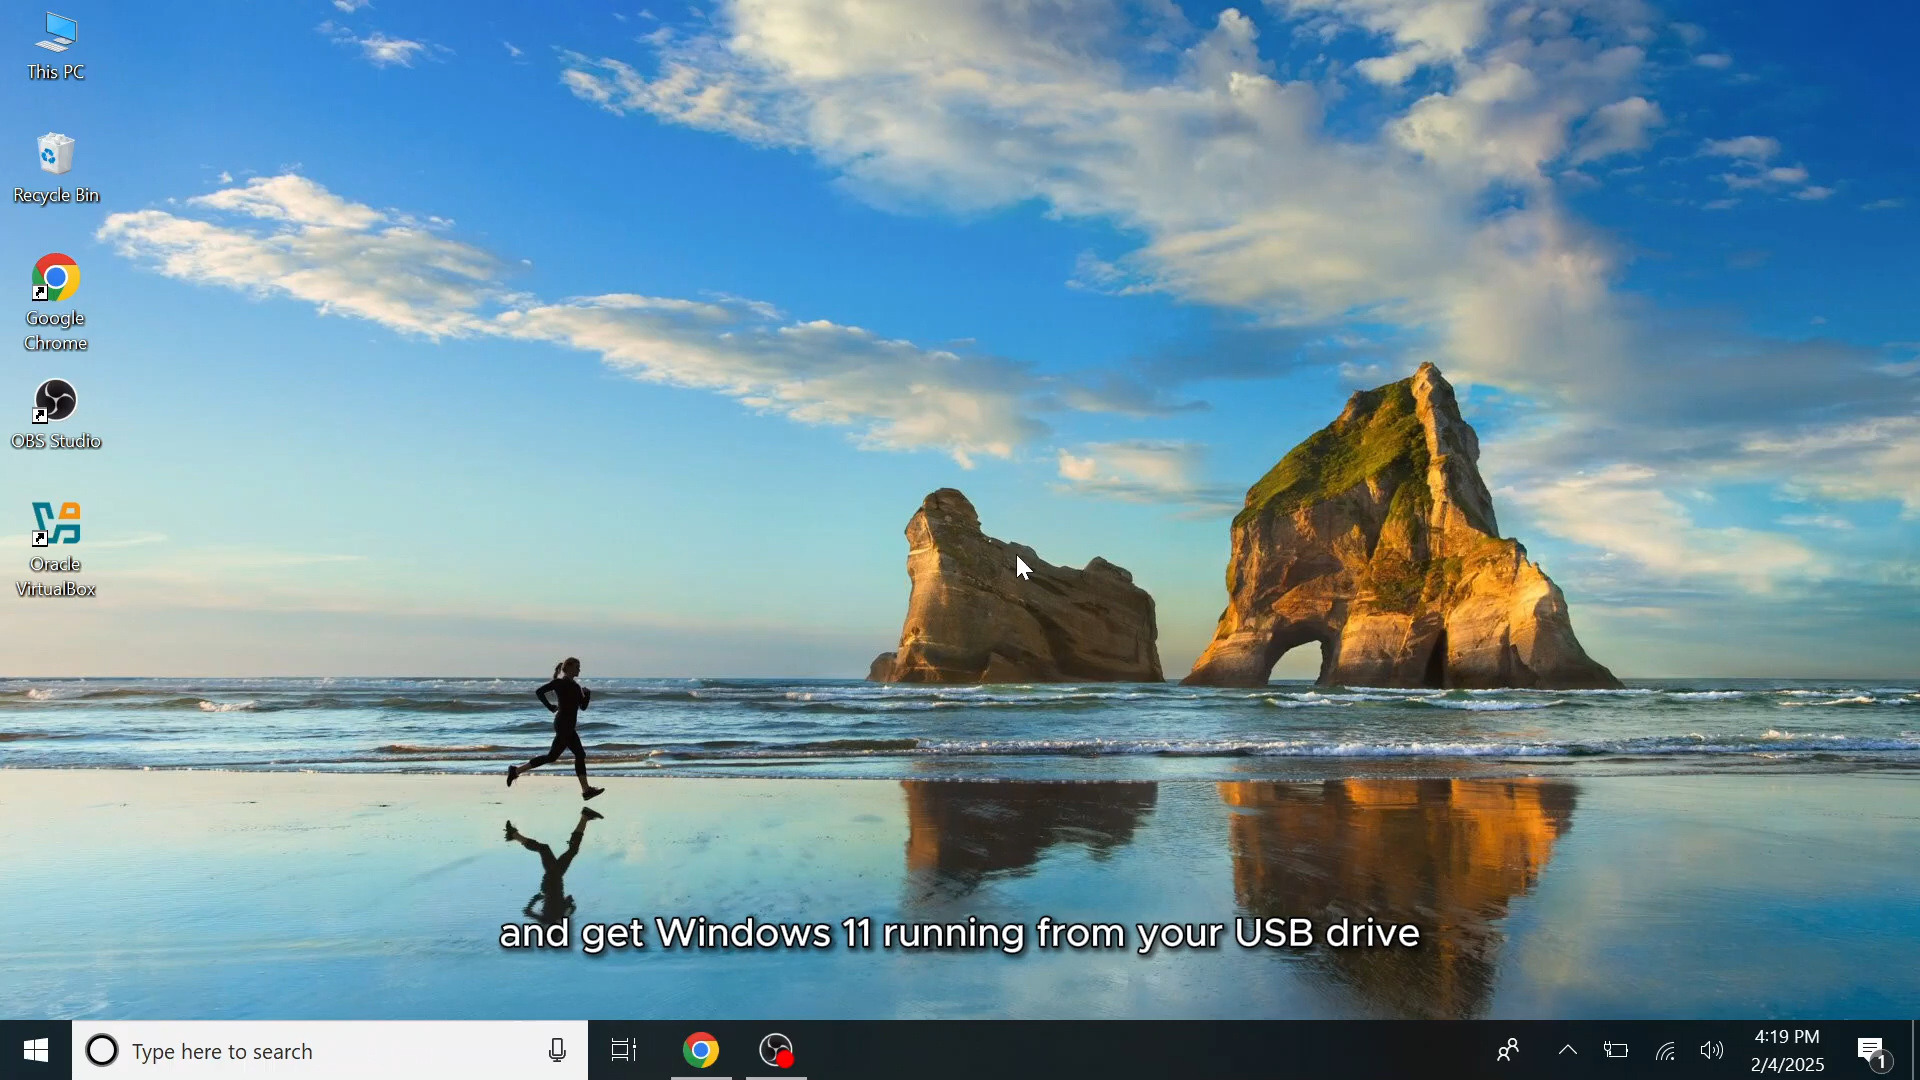 This PC
Recycle Bin
Google
Chrome
OBS Studio
Oracle
VirtualBox
and get Windows 11 running from your USB drive
Type here to search
4:19 PM
2/4/2025
1